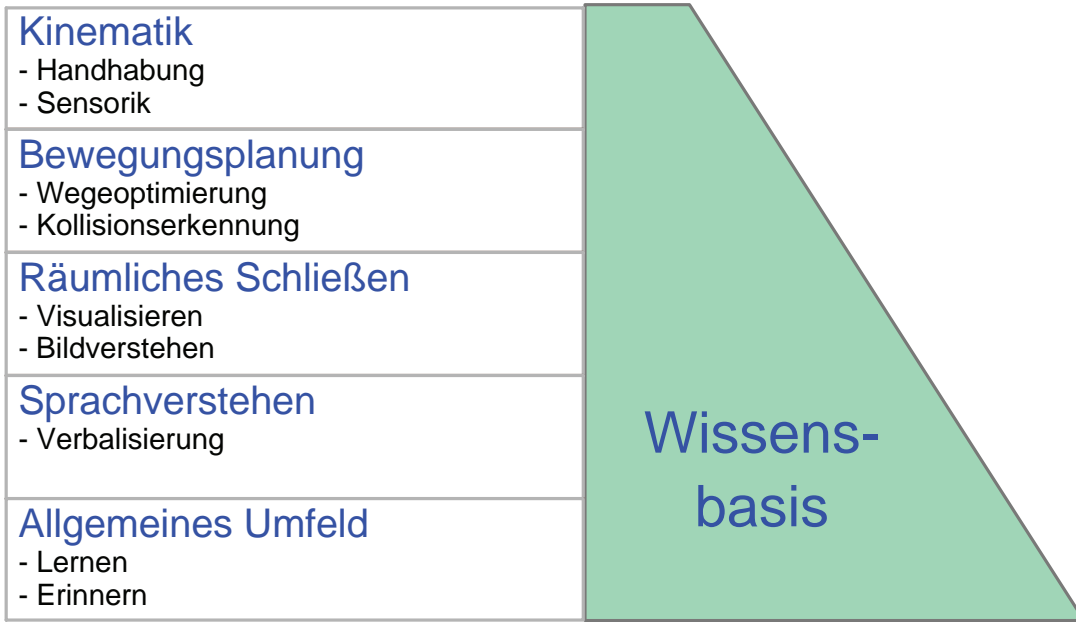 Kinematik
- Handhabung
- Sensorik
Bewegungsplanung
- Wegeoptimierung
- Kollisionserkennung
Räumliches Schließen
- Visualisieren
- Bildverstehen
Sprachverstehen
- Verbalisierung
Allgemeines Umfeld
- Lernen
- Erinnern
Wissens-
basis